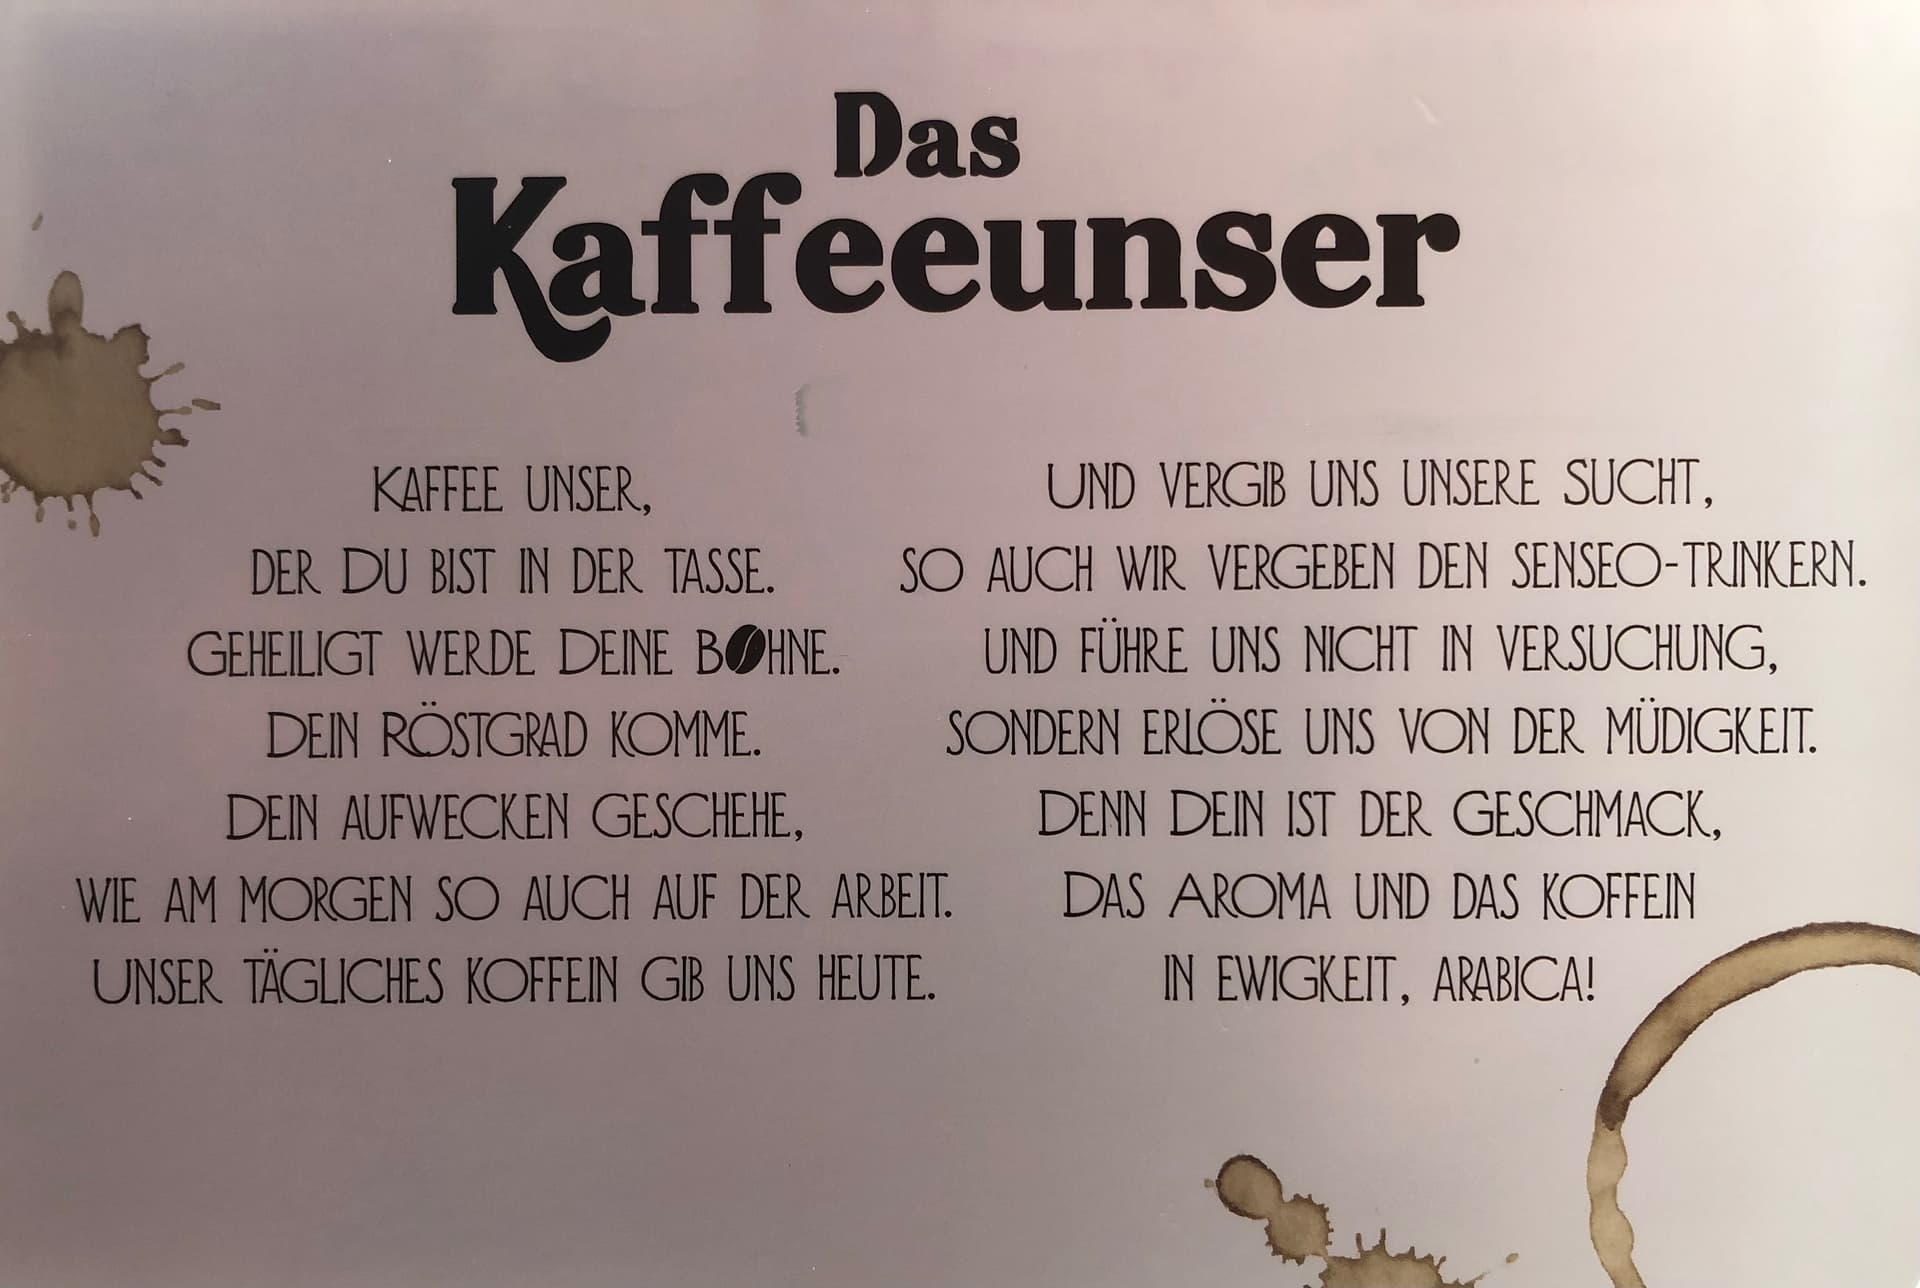 Das
Kaffeeunser
KAFFEE UNSER,
DER DU BIST IN DER TASSE.
GEHEILIGT WERDE DEINE BOHNE.
DEIN RÖSTGRAD KOMME.
DEIN AUFWECKEN GESCHEHE,
WIE AM MORGEN SO AUCH AUF DER ARBEIT.
UNSER TÄGLICHES KOFFEIN GIB UNS HEUTE.
UND VERGIB UNS UNSERE SUCHT,
SO AUCH WIR VERGEBEN DEN SENSEO-TRINKERN.
UND FÜHRE UNS NICHT IN VERSUCHUNG,
SONDERN ERLÖSE UNS VON DER MÜDIGKEIT.
DENN DEIN IST DER GESCHMACK,
DAS AROMA UND DAS KOFFEIN
IN EWIGKEIT, ARABICA!